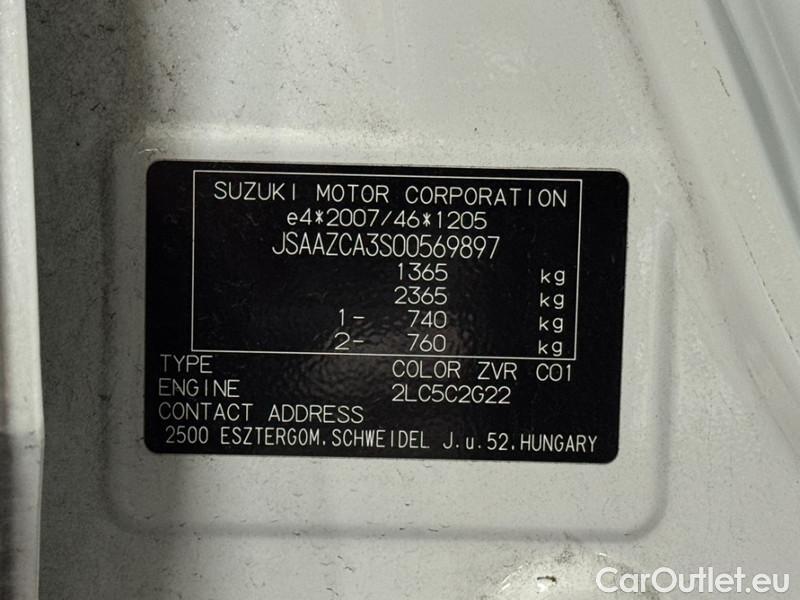 SUZUKI MOTOR CORPORATION
e4*2007/46*1205
JSAAZCA3S00569897
1365 kg
2365 kg
1- 740 kg
2- 760 kg
TYPE COLOR ZVR C01
ENGINE 2LC5C2G22
CONTACT ADDRESS
2500 ESZTERGOM.SCHWEIDEL J.u.52.HUNGARY
CarOutlet.eu